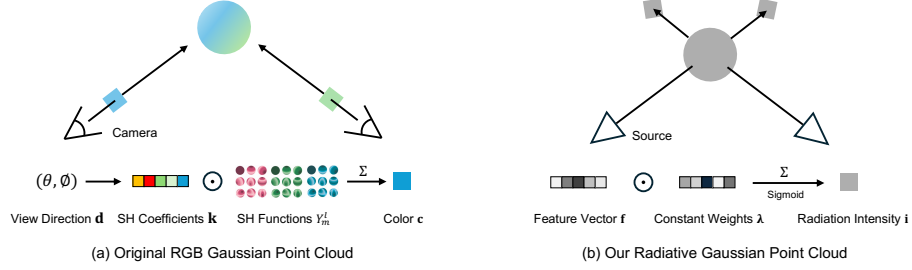 Camera
(θ, ∅)
Σ
View Direction d
SH Coefficients k
SH Functions Y_m^l
Color c
(a) Original RGB Gaussian Point Cloud
Source
Σ
Sigmoid
Feature Vector f
Constant Weights λ
Radiation Intensity i
(b) Our Radiative Gaussian Point Cloud